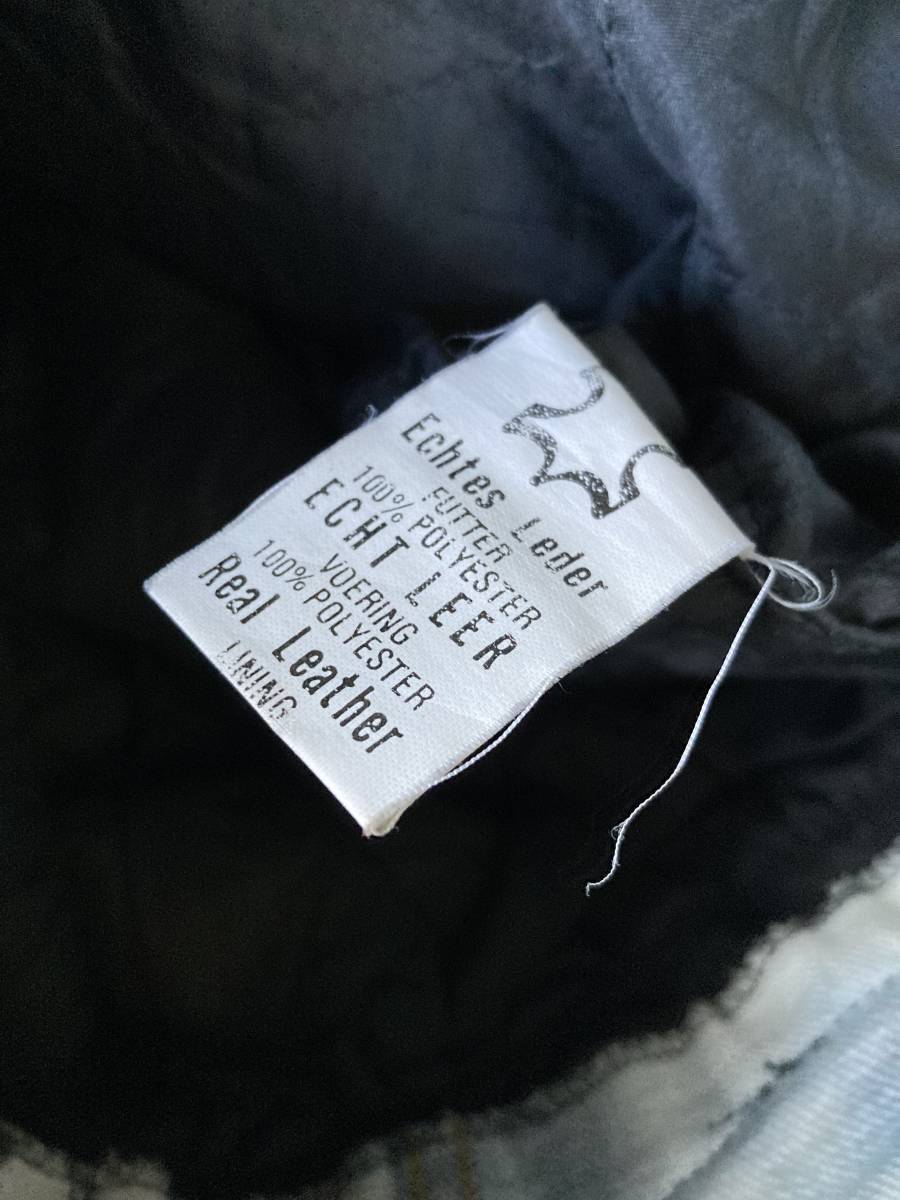 Echtes Leder
FUTTER
100% POLYESTER
ECHT LEER
VOERING
100% POLYESTER
Real Leather
LINING